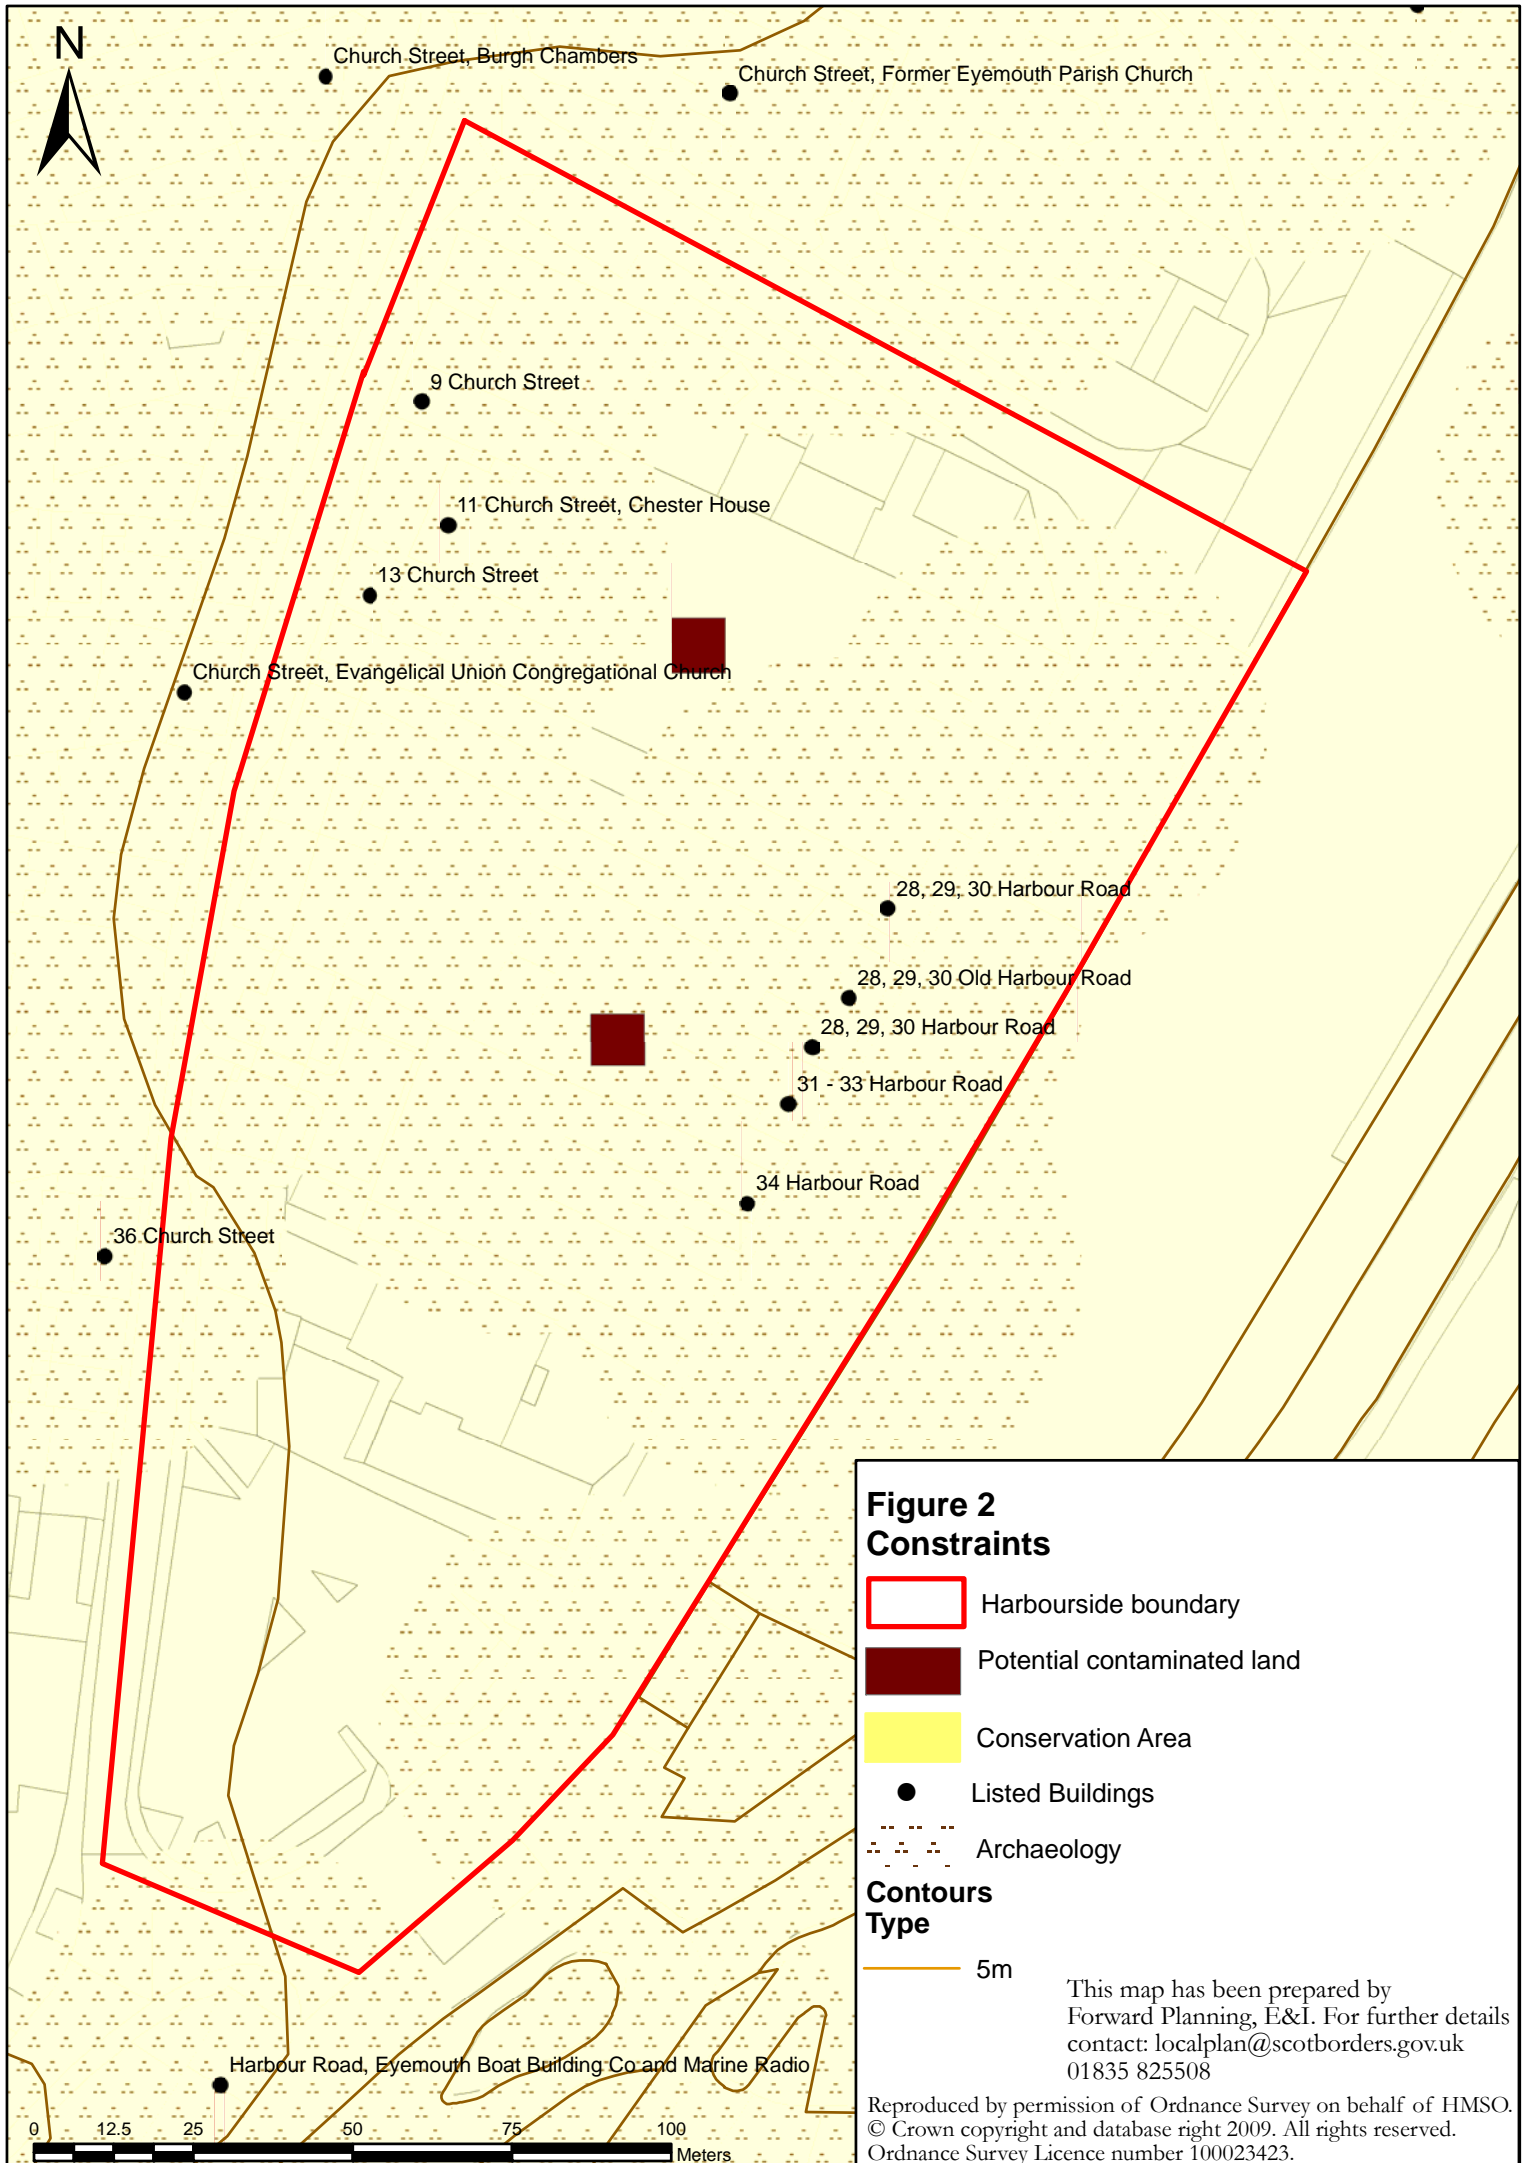 N
Church Street, Burgh Chambers
Church Street, Former Eyemouth Parish Church
9 Church Street
11 Church Street, Chester House
13 Church Street
Church Street, Evangelical Union Congregational Church
28, 29, 30 Harbour Road
28, 29, 30 Old Harbour Road
28, 29, 30 Harbour Road
31 - 33 Harbour Road
34 Harbour Road
36 Church Street
Harbour Road, Eyemouth Boat Building Co and Marine Radio
0 12.5 25 50 75 100
Meters
Figure 2
Constraints
Harbourside boundary
Potential contaminated land
Conservation Area
Listed Buildings
Archaeology
Contours
Type
5m
This map has been prepared by
Forward Planning, E&I. For further details
contact: localplan@scotborders.gov.uk
01835 825508
Reproduced by permission of Ordnance Survey on behalf of HMSO.
© Crown copyright and database right 2009. All rights reserved.
Ordnance Survey Licence number 100023423.